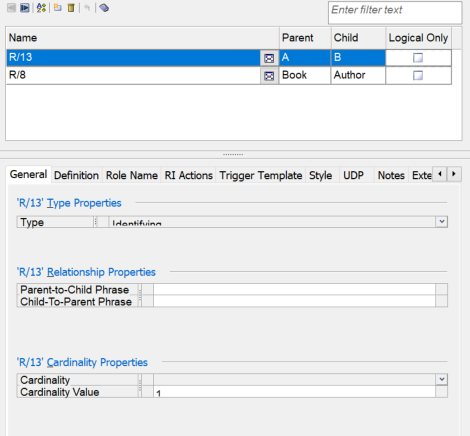 Enter filter text
Name Parent Child Logical Only
R/13 A B
R/8 Book Author
General Definition Role Name RI Actions Trigger Template Style UDP Notes Exte
'R/13' Type Properties
Type Identifying
'R/13' Relationship Properties
Parent-to-Child Phrase
Child-To-Parent Phrase
'R/13' Cardinality Properties
Cardinality
Cardinality Value 1